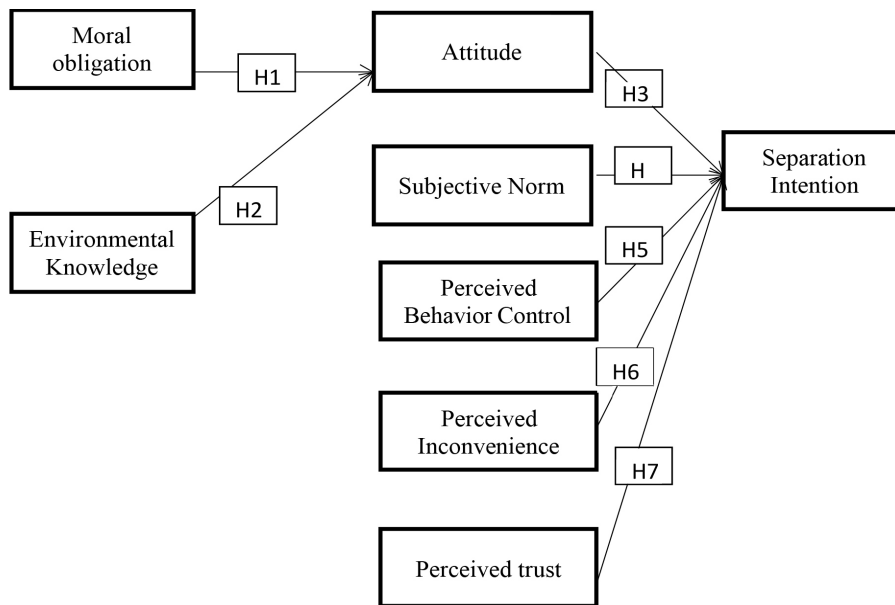 Moral
obligation
H1
Attitude
H3
Subjective Norm
H
Separation
Intention
Environmental
Knowledge
H2
Perceived
Behavior Control
H5
Perceived
Inconvenience
H6
Perceived trust
H7